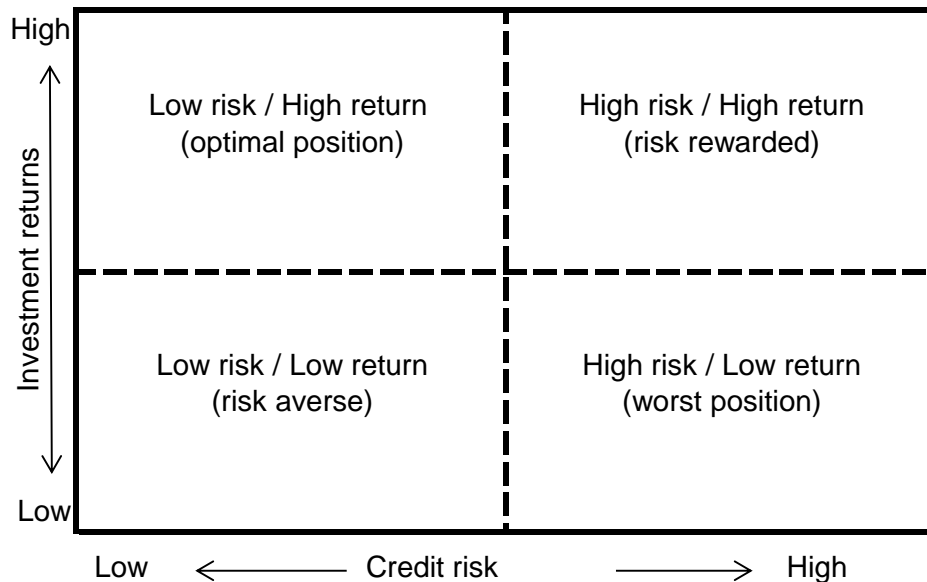 High
Low risk / High return
(optimal position)
High risk / High return
(risk rewarded)
Investment returns
Low risk / Low return
(risk averse)
High risk / Low return
(worst position)
Low
Low
Credit risk
High